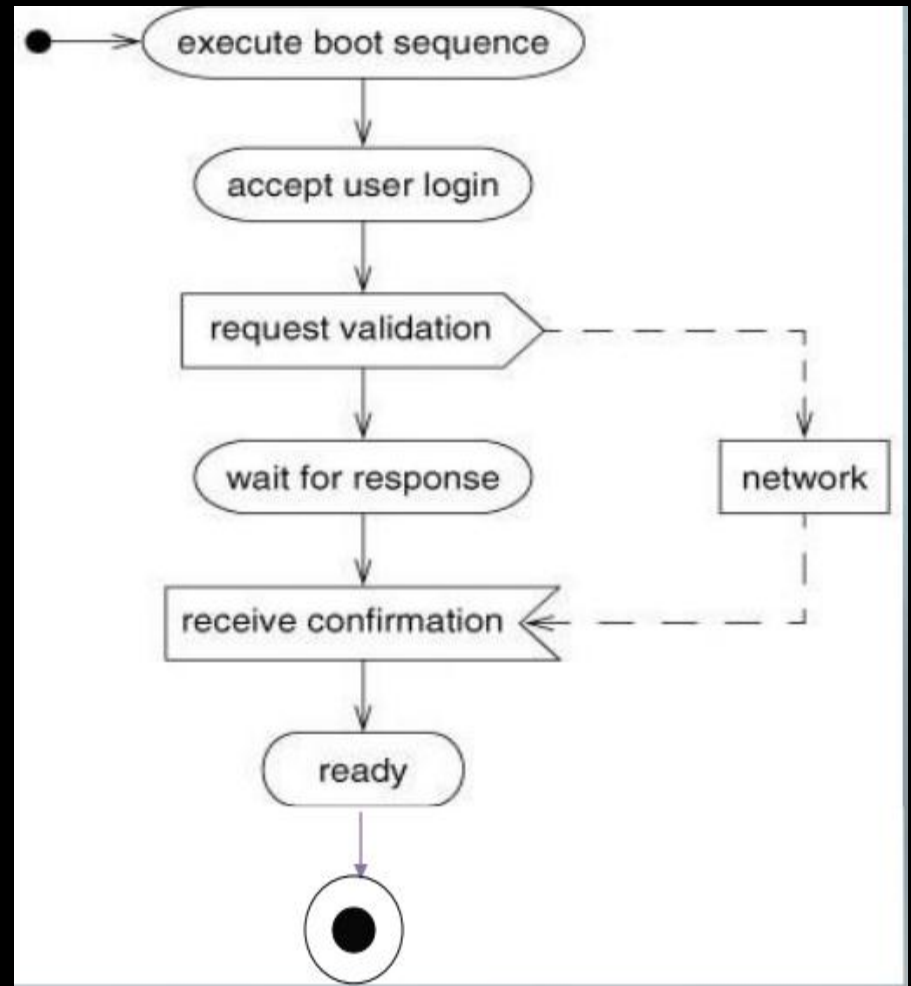 execute boot sequence
accept user login
request validation
wait for response
network
receive confirmation
ready